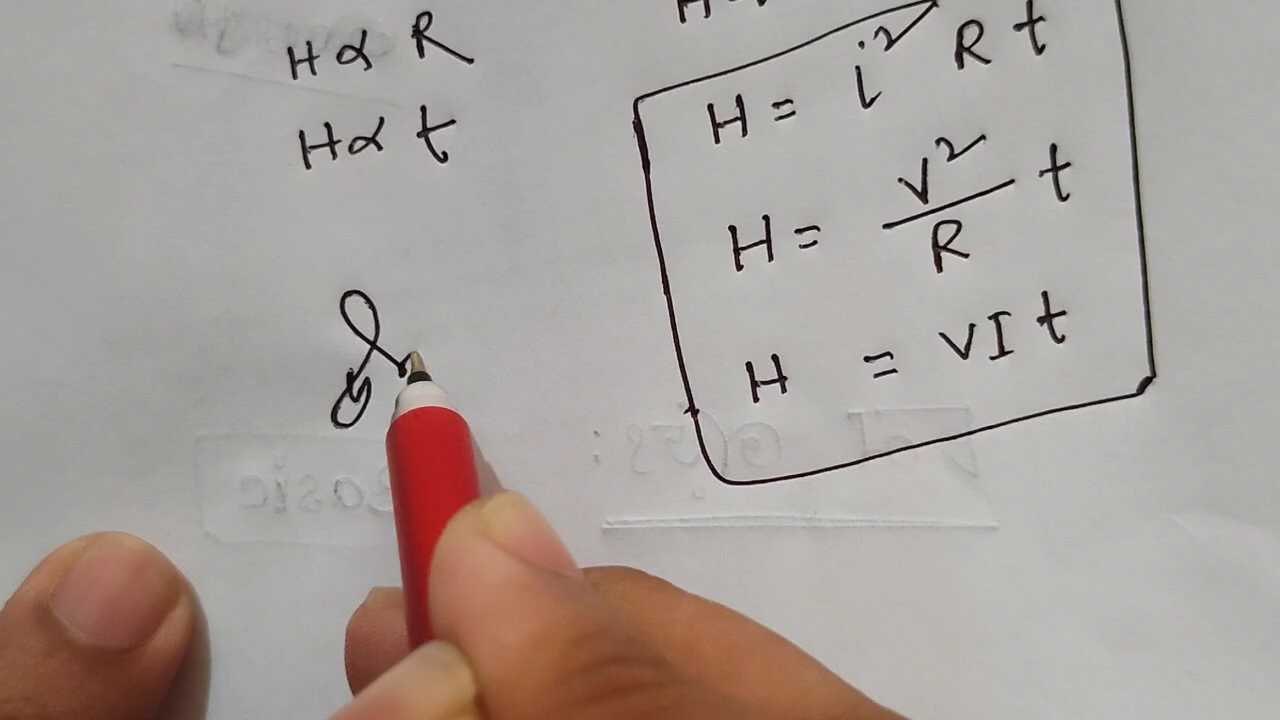 H α R
H α t
H = i² R t
H = V²/R t
H = VI t